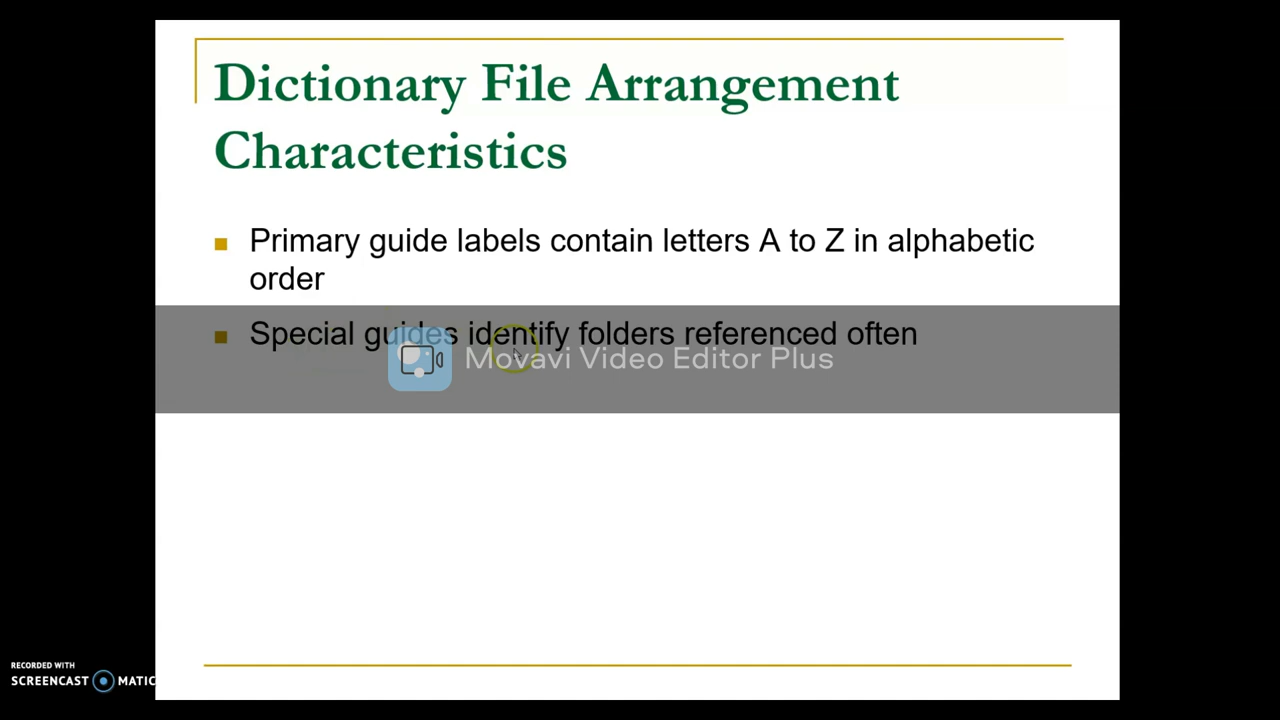 Dictionary File Arrangement
Characteristics
Primary guide labels contain letters A to Z in alphabetic
order
Special guides identify folders referenced often
Movavi Video Editor Plus
RECORDED WITH
SCREENCAST MATIC